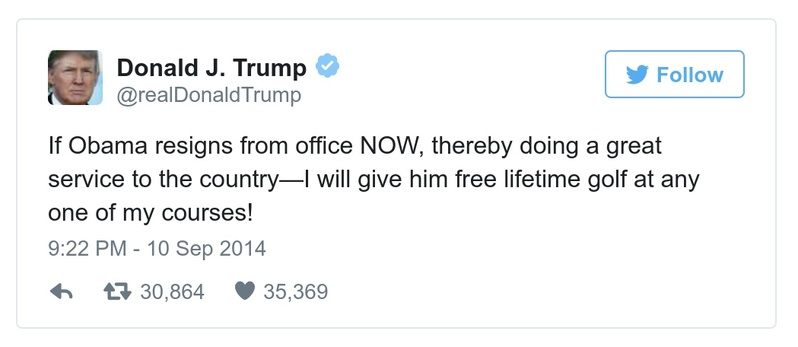 Donald J. Trump
@realDonaldTrump
Follow
If Obama resigns from office NOW, thereby doing a great
service to the country—I will give him free lifetime golf at any
one of my courses!
9:22 PM - 10 Sep 2014
30,864 35,369